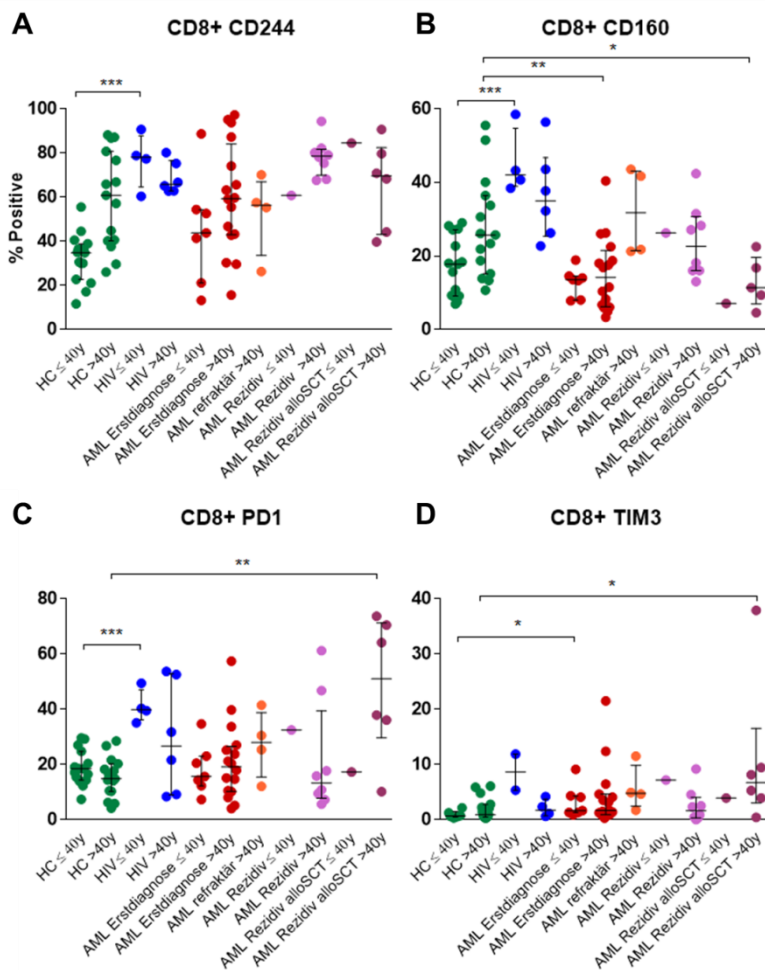 A
CD8+ CD244
% Positive
100
80
60
40
20
0
***
HC ≤ 40y
HC >40y
HIV ≤ 40y
HIV >40y
AML Erstdiagnose ≤ 40y
AML Erstdiagnose >40y
AML refraktär >40y
AML Rezidiv ≤ 40y
AML Rezidiv >40y
AML Rezidiv alloSCT ≤ 40y
AML Rezidiv alloSCT >40y
B
CD8+ CD160
60
40
20
0
*
**
***
HC ≤ 40y
HC >40y
HIV ≤ 40y
HIV >40y
AML Erstdiagnose ≤ 40y
AML Erstdiagnose >40y
AML refraktär >40y
AML Rezidiv ≤ 40y
AML Rezidiv >40y
AML Rezidiv alloSCT ≤ 40y
AML Rezidiv alloSCT >40y
C
CD8+ PD1
80
60
40
20
0
**
***
HC ≤ 40y
HC >40y
HIV ≤ 40y
HIV >40y
AML Erstdiagnose ≤ 40y
AML Erstdiagnose >40y
AML refraktär >40y
AML Rezidiv ≤ 40y
AML Rezidiv >40y
AML Rezidiv alloSCT ≤ 40y
AML Rezidiv alloSCT >40y
D
CD8+ TIM3
40
30
20
10
0
*
*
HC ≤ 40y
HC >40y
HIV ≤ 40y
HIV >40y
AML Erstdiagnose ≤ 40y
AML Erstdiagnose >40y
AML refraktär >40y
AML Rezidiv ≤ 40y
AML Rezidiv >40y
AML Rezidiv alloSCT ≤ 40y
AML Rezidiv alloSCT >40y